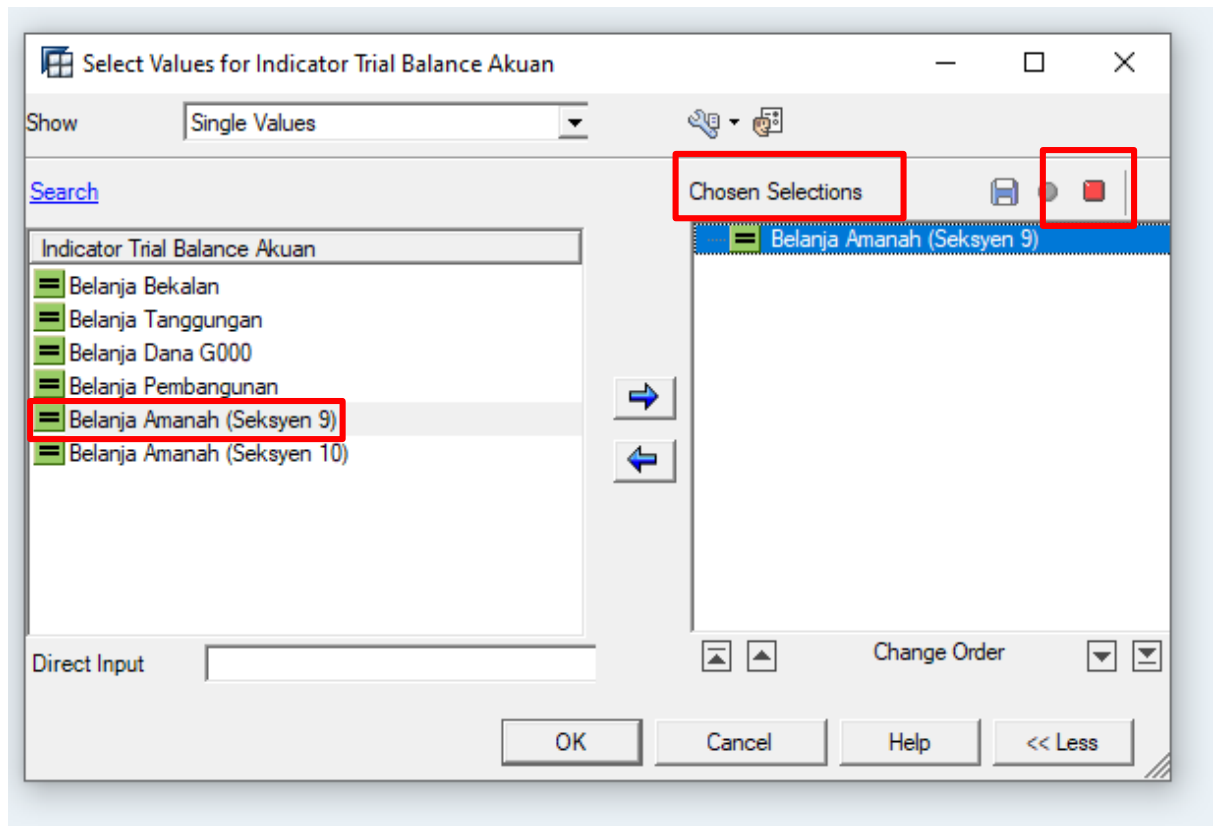 Select Values for Indicator Trial Balance Akuan
Show
Single Values
Search
Chosen Selections
Indicator Trial Balance Akuan
Belanja Bekalan
Belanja Tanggungan
Belanja Dana G000
Belanja Pembangunan
Belanja Amanah (Seksyen 9)
Belanja Amanah (Seksyen 10)
Belanja Amanah (Seksyen 9)
Direct Input
Change Order
OK
Cancel
Help
<< Less